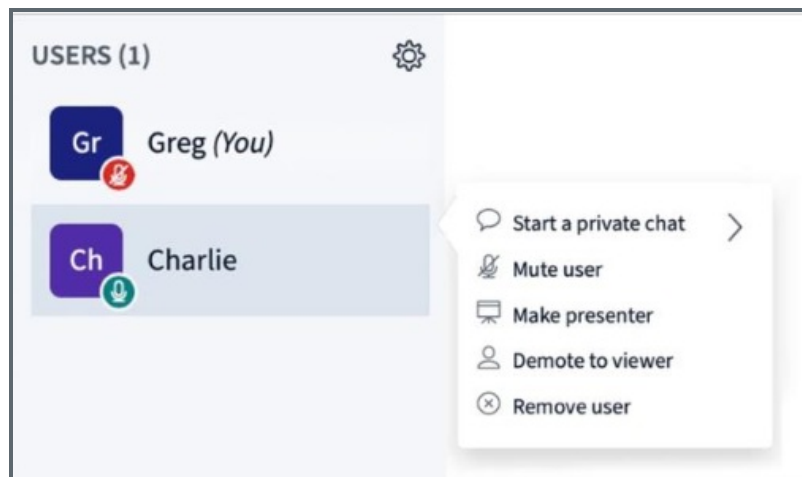 USERS (1)
Gr
Greg (You)
Ch
Charlie
Start a private chat
Mute user
Make presenter
Demote to viewer
Remove user